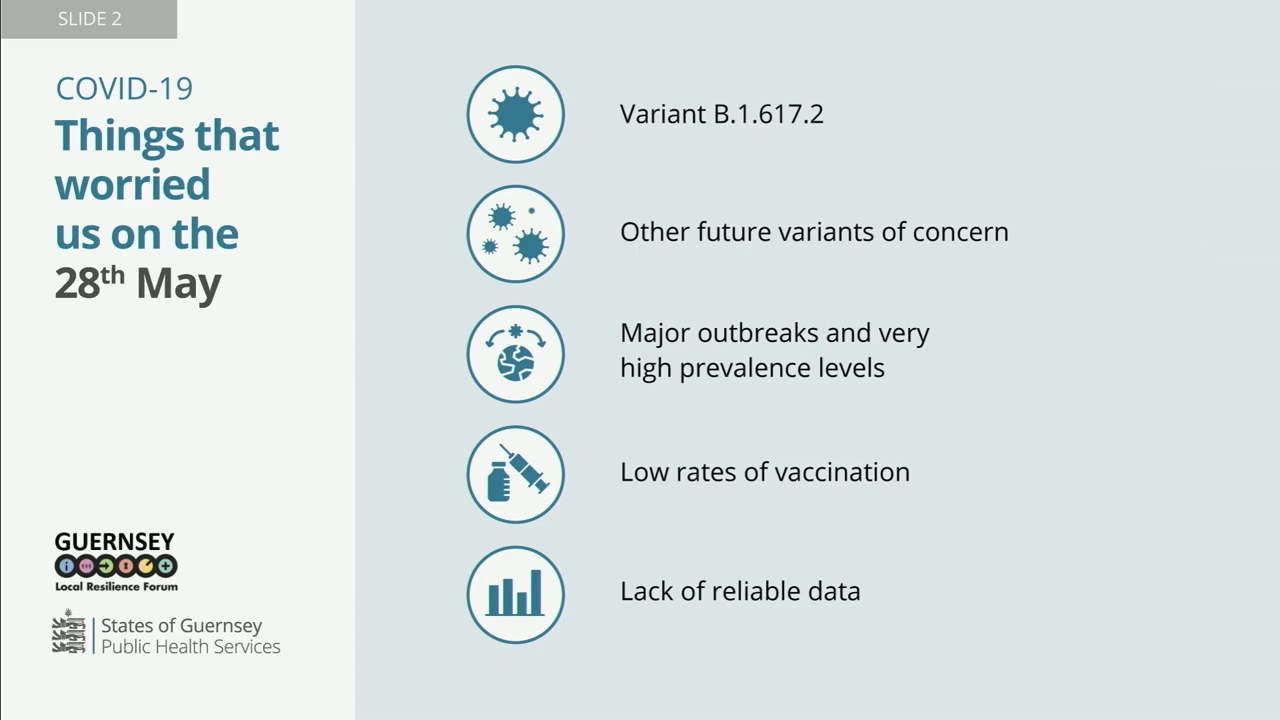 SLIDE 2
COVID-19
Things that
worried
us on the
28th May
Variant B.1.617.2
Other future variants of concern
Major outbreaks and very
high prevalence levels
Low rates of vaccination
Lack of reliable data
GUERNSEY
Local Resilience Forum
States of Guernsey
Public Health Services